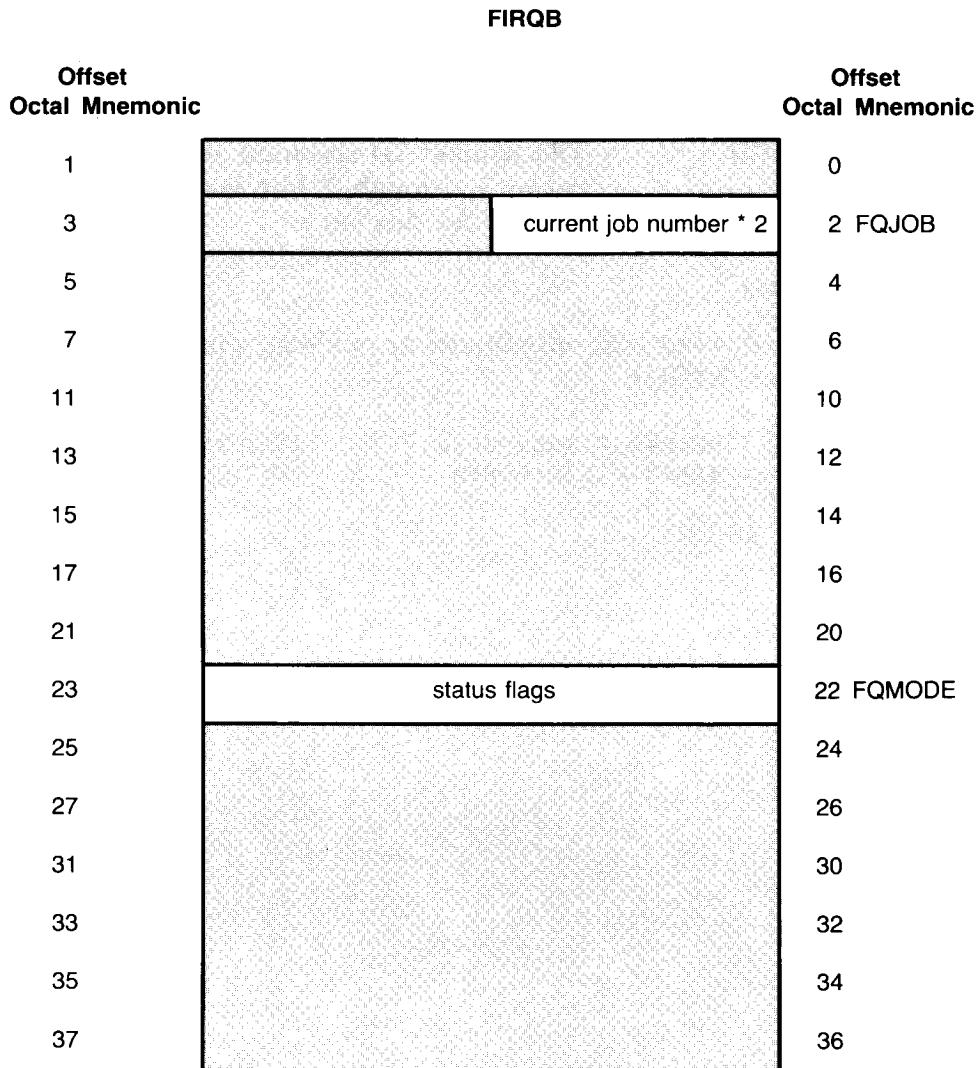 FIRQB
Offset Offset
Octal Mnemonic Octal Mnemonic
1 0
3 current job number * 2 2 FQJOB
5 4
7 6
11 10
13 12
15 14
17 16
21 20
23 status flags 22 FQMODE
25 24
27 26
31 30
33 32
35 34
37 36